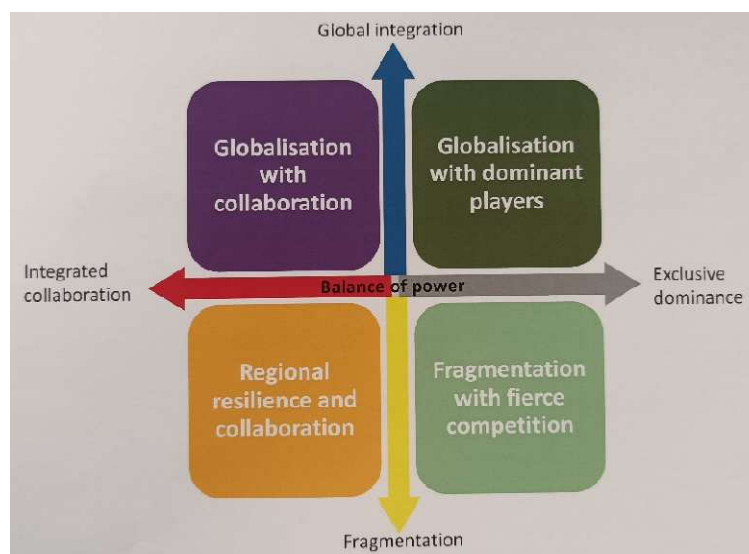 Global integration
Globalisation
with
collaboration
Globalisation
with dominant
players
Integrated
collaboration
Balance of power
Exclusive
dominance
Regional
resilience and
collaboration
Fragmentation
with fierce
competition
Fragmentation